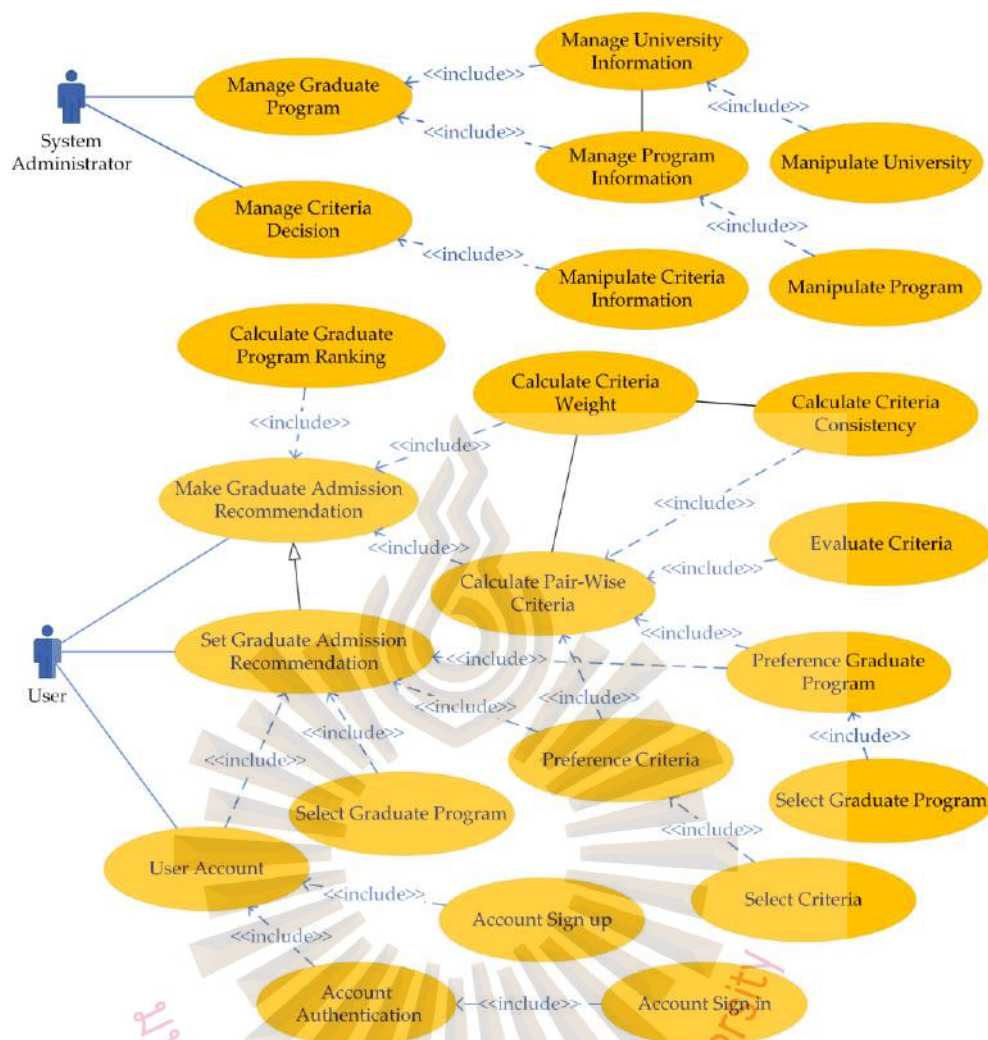 Manage University
Information
<<include>>
Manage Graduate
Program
<<include>>
System
Administrator
<<include>>
Manage Program
Information
Manipulate University
Manage Criteria
Decision
<<include>>
<<include>>
Manipulate Criteria
Information
Manipulate Program
Calculate Graduate
Program Ranking
Calculate Criteria
Weight
Calculate Criteria
Consistency
<<include>>
<<include>>
Make Graduate Admission
Recommendation
<<include>>
<<include>>
Evaluate Criteria
<<include>>
Calculate Pair-Wise
Criteria
<<include>>
User
Set Graduate Admission
Recommendation
<<include>>
Preference Graduate
Program
<<include>>
<<include>>
<<include>>
<<include>>
<<include>>
Preference Criteria
Select Graduate Program
Select Graduate Program
<<include>>
User Account
<<include>>
Select Criteria
Account Sign up
<<include>>
Account
Authentication
<<include>>
Account Sign in